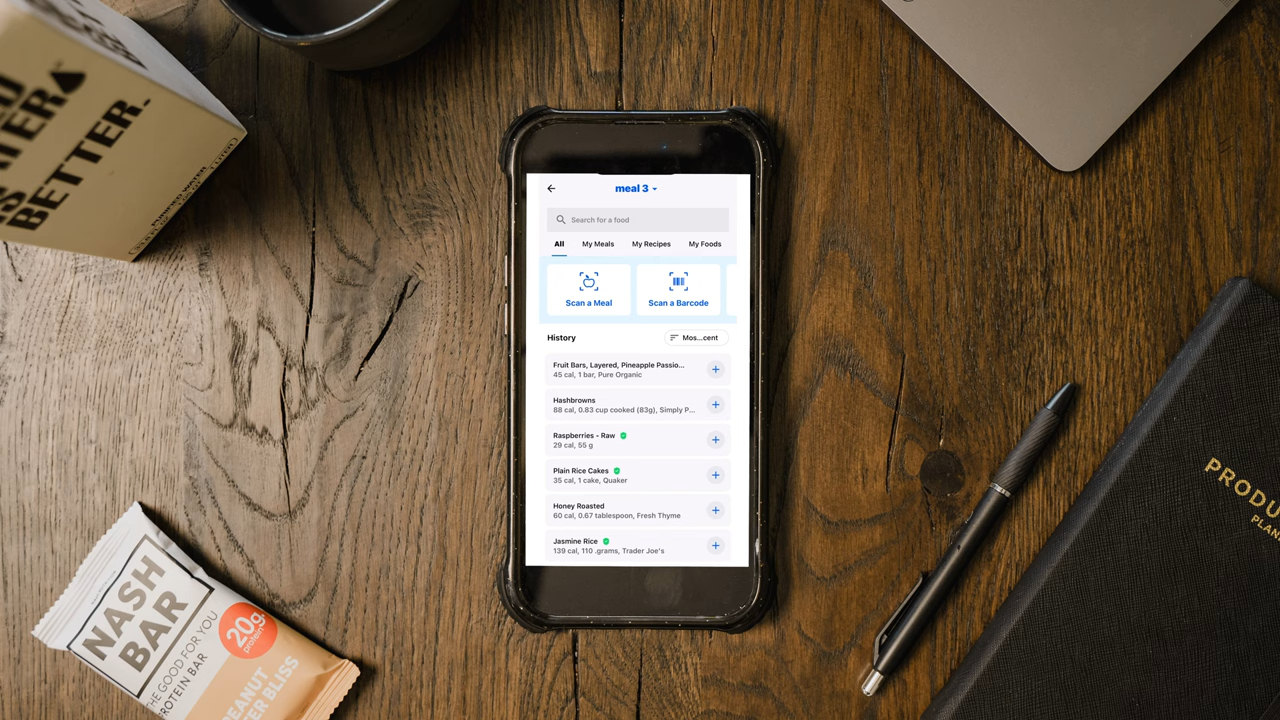 BETTER.
meal 3
Search for a food
All My Meals My Recipes My Foods
Scan a Meal Scan a Barcode
History Mos...cent
Fruit Bars, Layered, Pineapple Passio...
45 cal, 1 bar, Pure Organic
Hashbrowns
88 cal, 0.83 cup cooked (83g), Simply P...
Raspberries - Raw
29 cal, 55 g
Plain Rice Cakes
35 cal, 1 cake, Quaker
Honey Roasted
60 cal, 0.67 tablespoon, Fresh Thyme
Jasmine Rice
139 cal, 110 .grams, Trader Joe's
NASH
BAR
THE GOOD FOR YOU
PROTEIN BAR
20g
protein
EANUT
ER BLISS
PRODU
PLAN